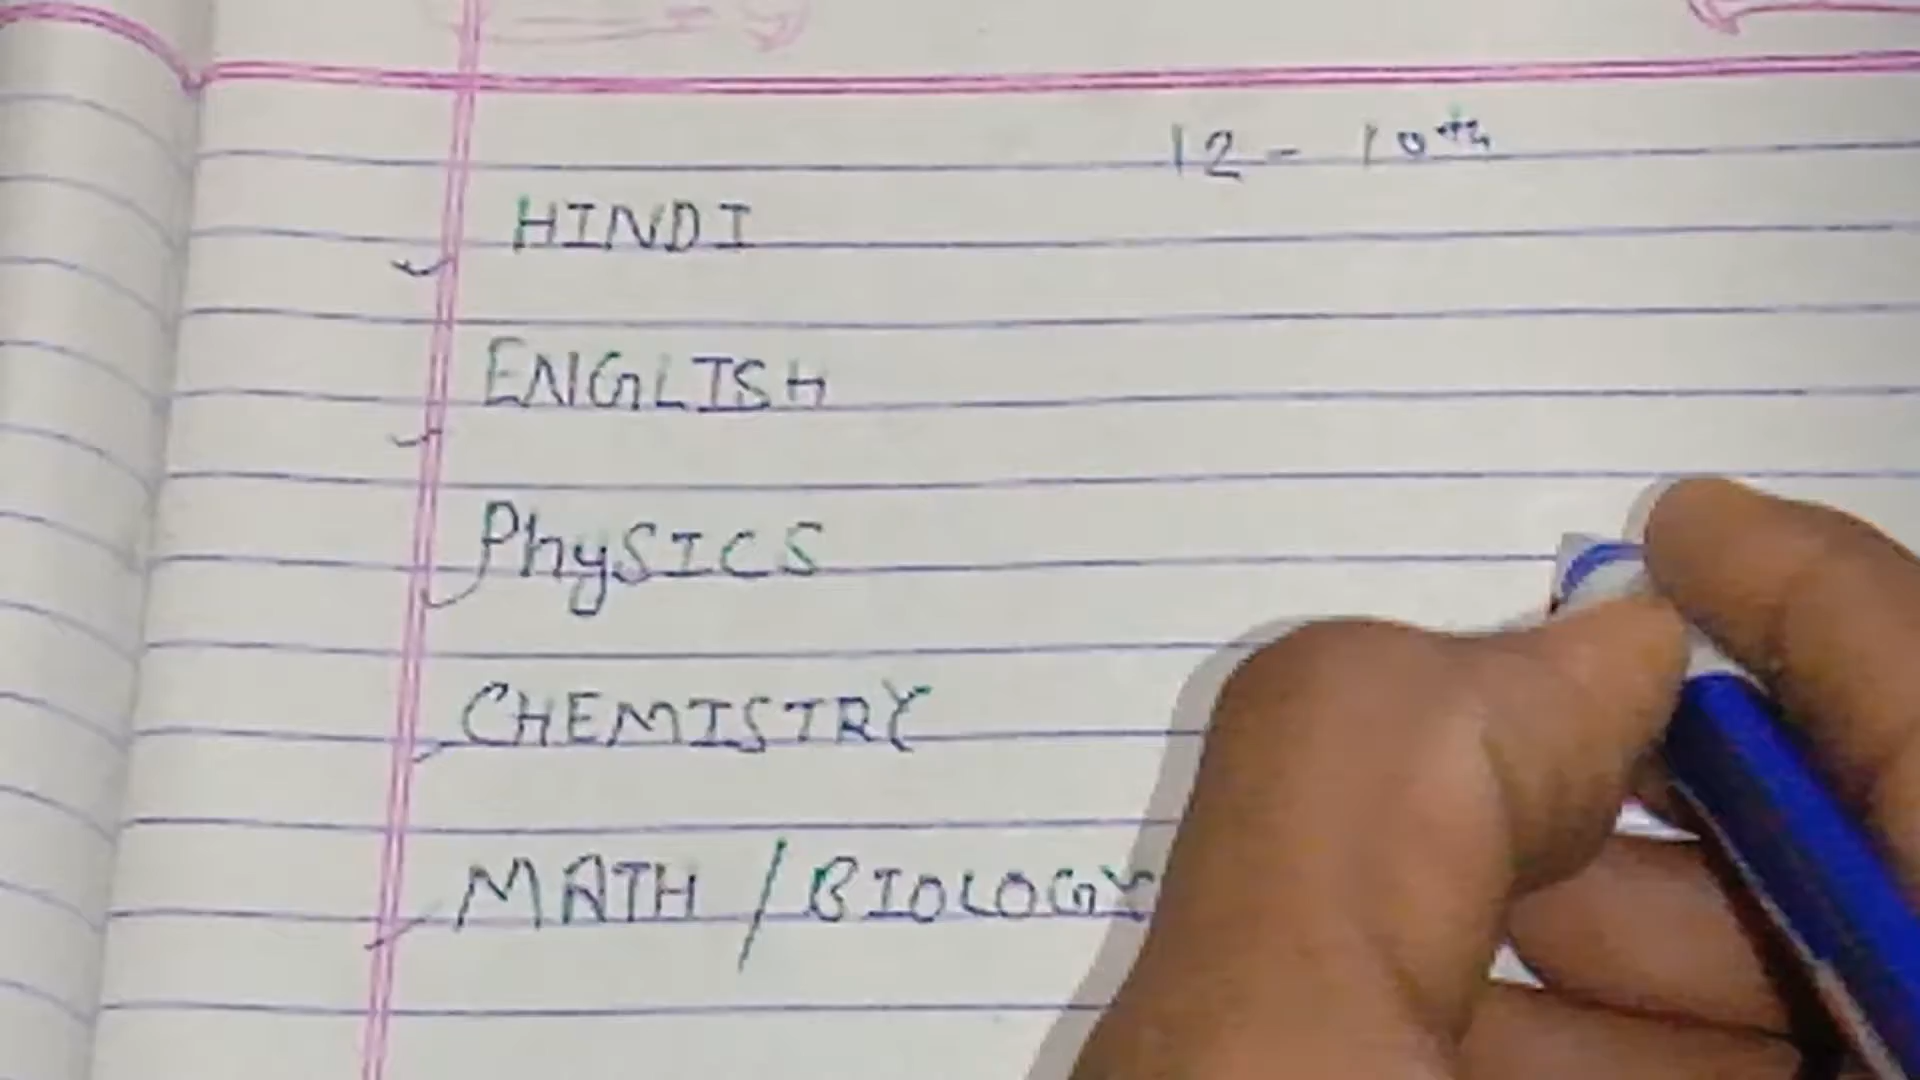 12 - 10th
HINDI
ENGLISH
PhySICS
CHEMISTRY
MATH / BIOLOGY